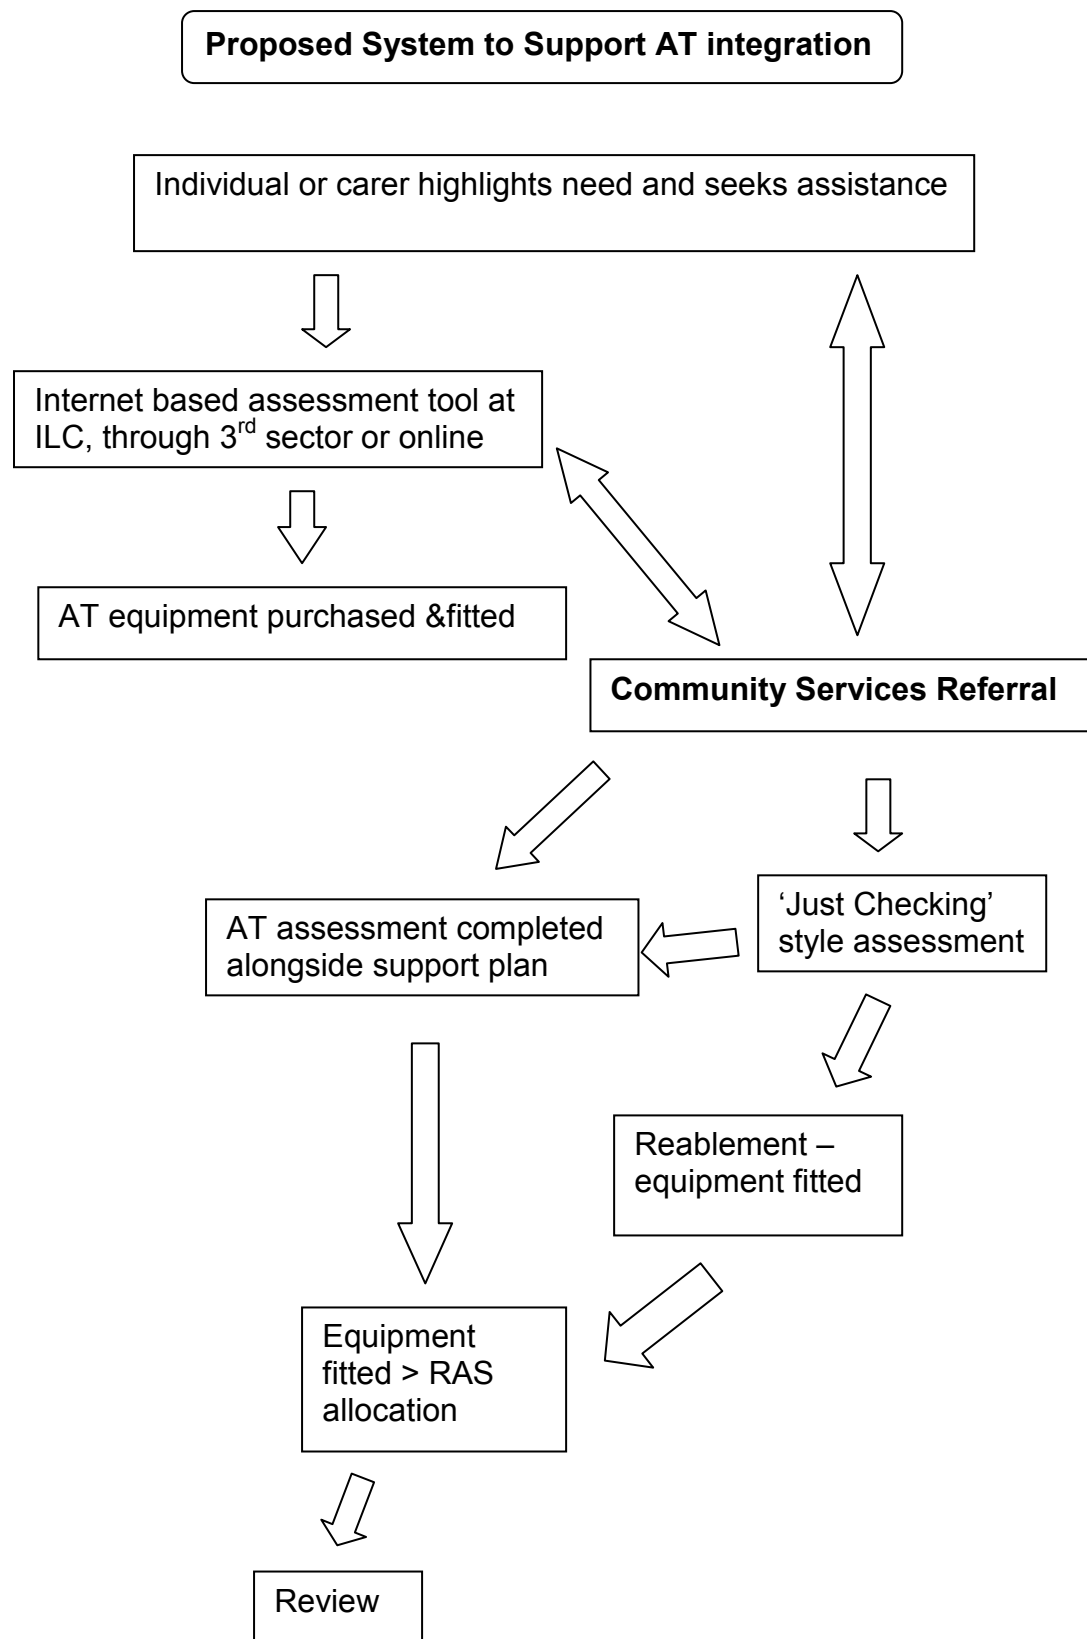 Proposed System to Support AT integration
Individual or carer highlights need and seeks assistance
Internet based assessment tool at
ILC, through 3rd sector or online
AT equipment purchased &fitted
Community Services Referral
AT assessment completed
alongside support plan
‘Just Checking’
style assessment
Reablement –
equipment fitted
Equipment
fitted > RAS
allocation
Review